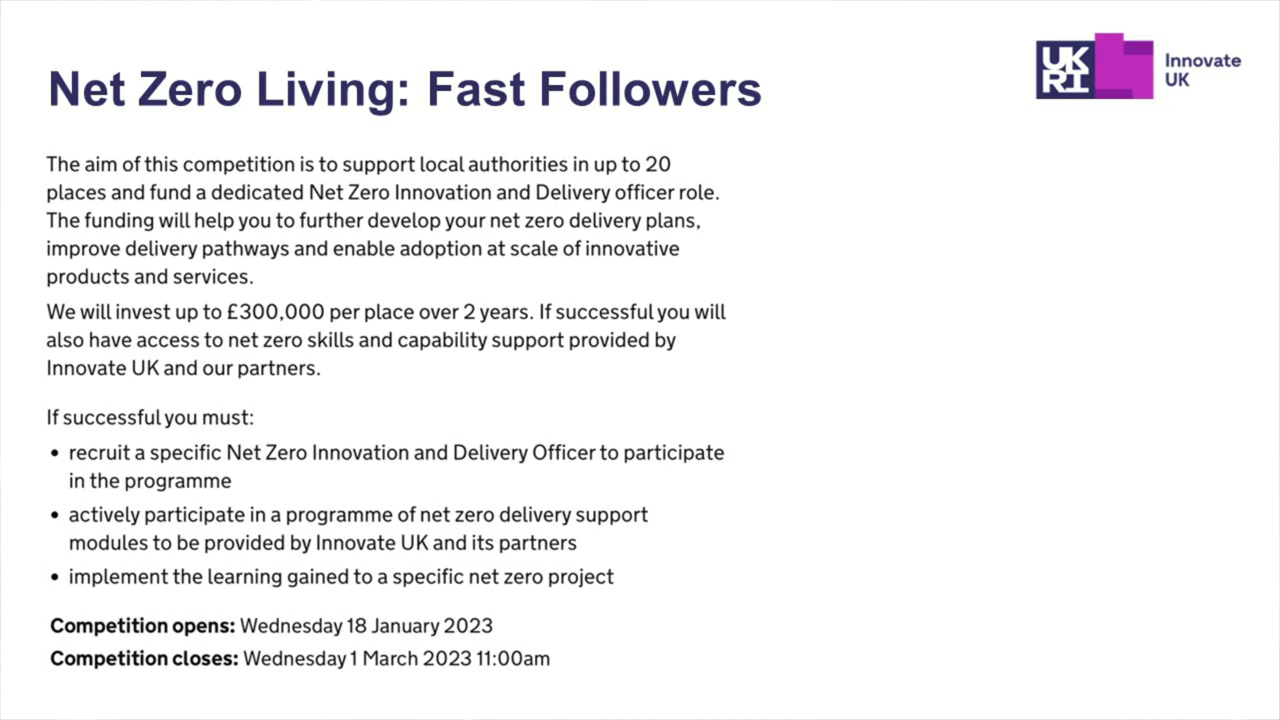 Net Zero Living: Fast Followers
UK
RI
Innovate
UK
The aim of this competition is to support local authorities in up to 20
places and fund a dedicated Net Zero Innovation and Delivery officer role.
The funding will help you to further develop your net zero delivery plans,
improve delivery pathways and enable adoption at scale of innovative
products and services.
We will invest up to £300,000 per place over 2 years. If successful you will
also have access to net zero skills and capability support provided by
Innovate UK and our partners.
If successful you must:
• recruit a specific Net Zero Innovation and Delivery Officer to participate
in the programme
• actively participate in a programme of net zero delivery support
modules to be provided by Innovate UK and its partners
• implement the learning gained to a specific net zero project
Competition opens: Wednesday 18 January 2023
Competition closes: Wednesday 1 March 2023 11:00am